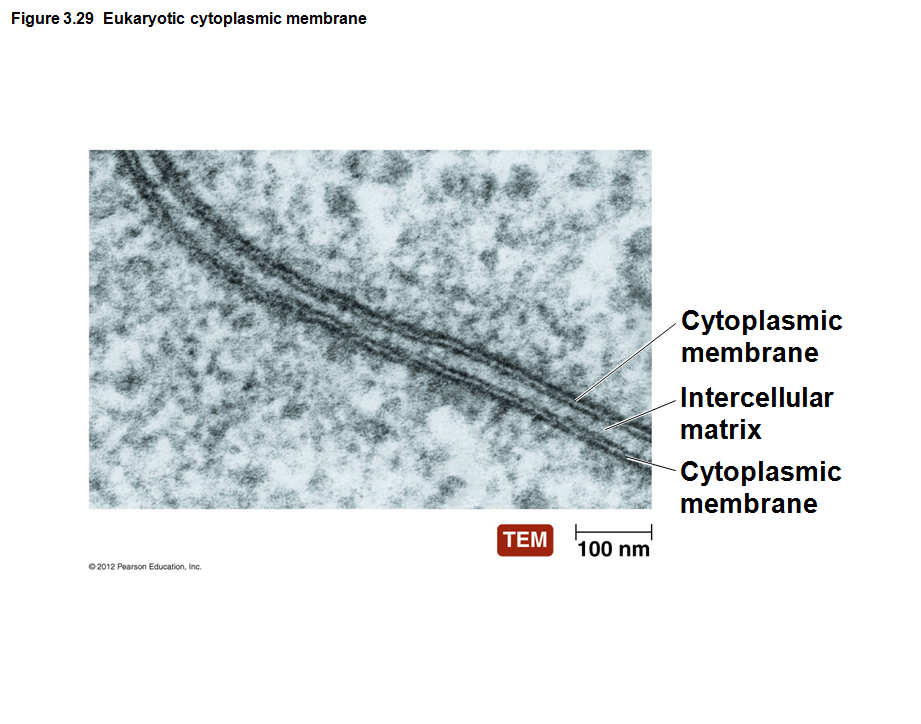 Figure 3.29 Eukaryotic cytoplasmic membrane
Cytoplasmic
membrane
Intercellular
matrix
Cytoplasmic
membrane
TEM
100 nm
© 2012 Pearson Education, Inc.